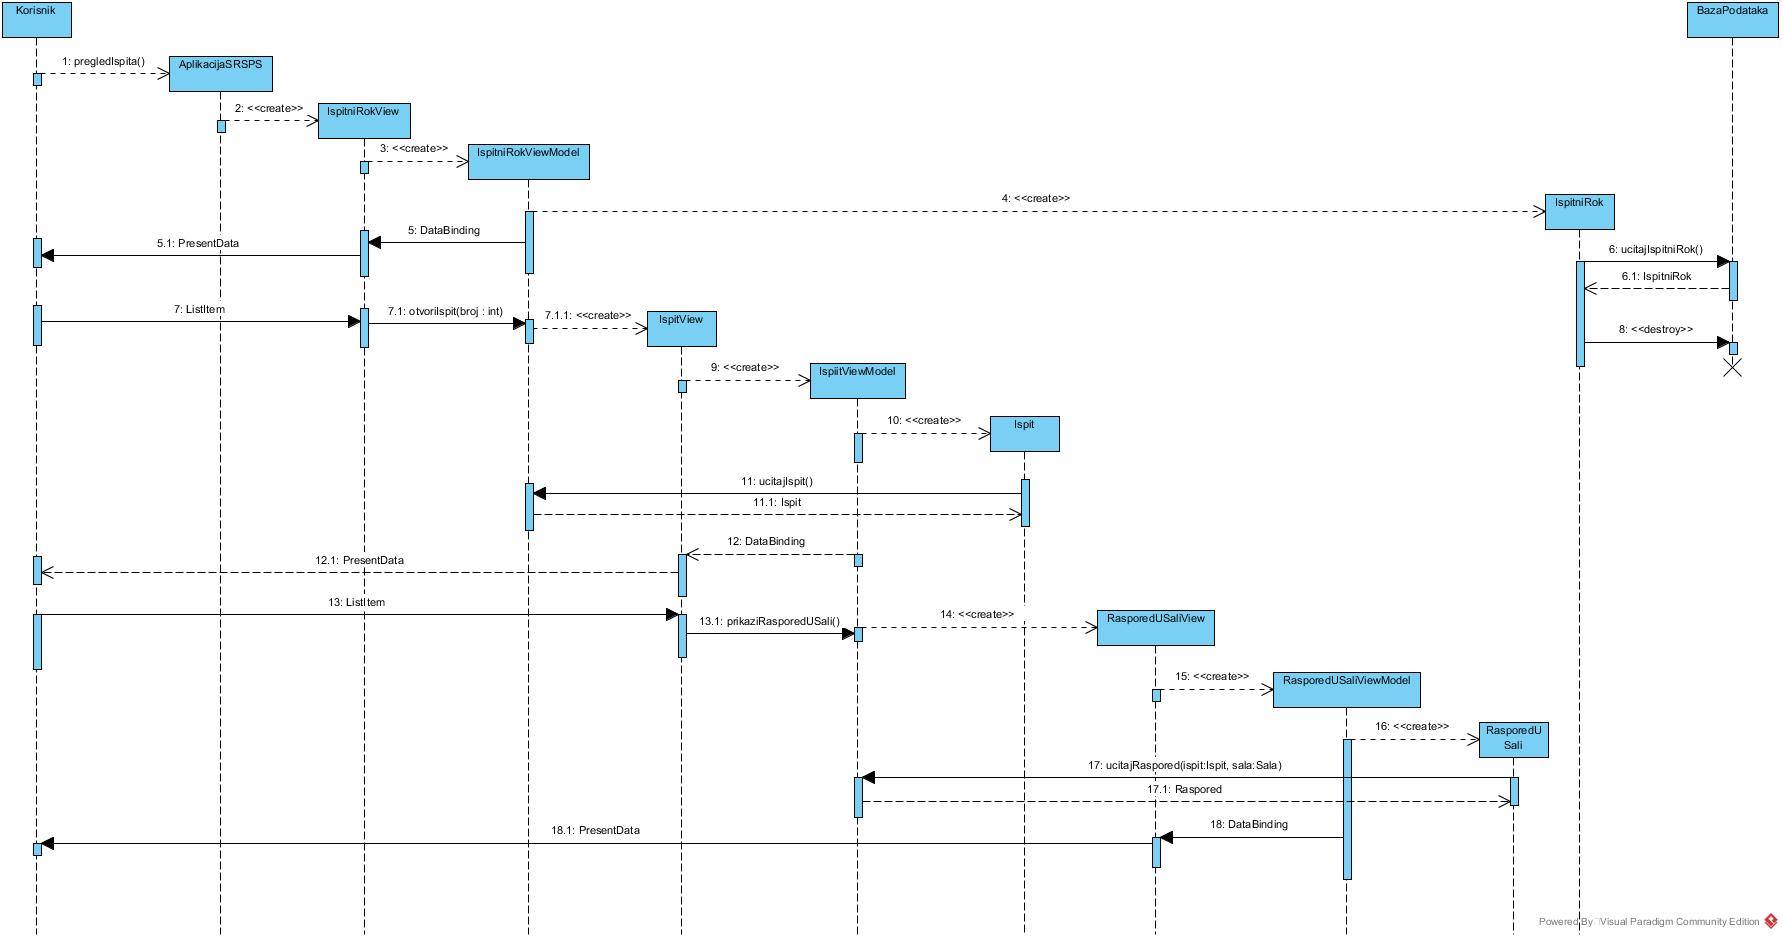 Korisnik
BazaPodataka
1: pregledIspita()
AplikacijaSRSPS
2: <<create>>
IspitniRokView
3: <<create>>
IspitniRokViewModel
4: <<create>>
IspitniRok
5: DataBinding
5.1: PresentData
6: ucitajIspitniRok()
6.1: IspitniRok
7: ListItem
7.1: otvoriIspit(broj : int)
7.1.1: <<create>>
IspitView
8: <<destroy>>
9: <<create>>
IspiitViewModel
10: <<create>>
Ispit
11: ucitajIspit()
11.1: Ispit
12: DataBinding
12.1: PresentData
13: ListItem
13.1: prikaziRasporedUSali()
14: <<create>>
RasporedUSaliView
15: <<create>>
RasporedUSaliViewModel
16: <<create>>
RasporedU
Sali
17: ucitajRaspored(ispit:Ispit, sala:Sala)
17.1: Raspored
18: DataBinding
18.1: PresentData
Powered By Visual Paradigm Community Edition